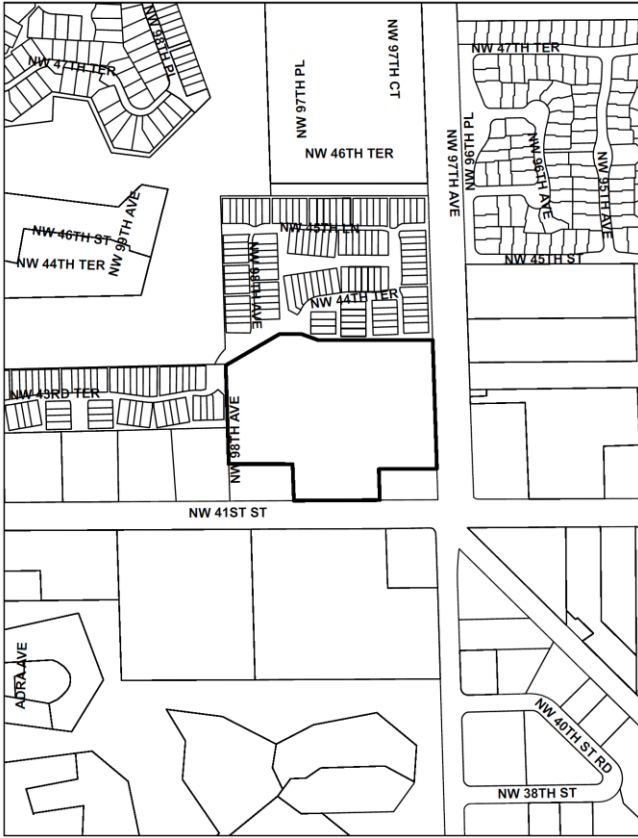 NW 98TH PL
NW 47TH TER
NW 97TH CT
NW 47TH TER
NW 97TH PL
NW 46TH TER
NW 97TH AVE
NW 96TH PL
NW 96TH AVE
NW 95TH AVE
NW 46TH ST
NW 99TH AVE
NW 44TH TER
NW 45TH LN
NW 98TH AVE
NW 45TH ST
NW 44TH TER
NW 43RD TER
NW 98TH AVE
NW 41ST ST
ADRA AVE
NW 40TH ST RD
NW 38TH ST